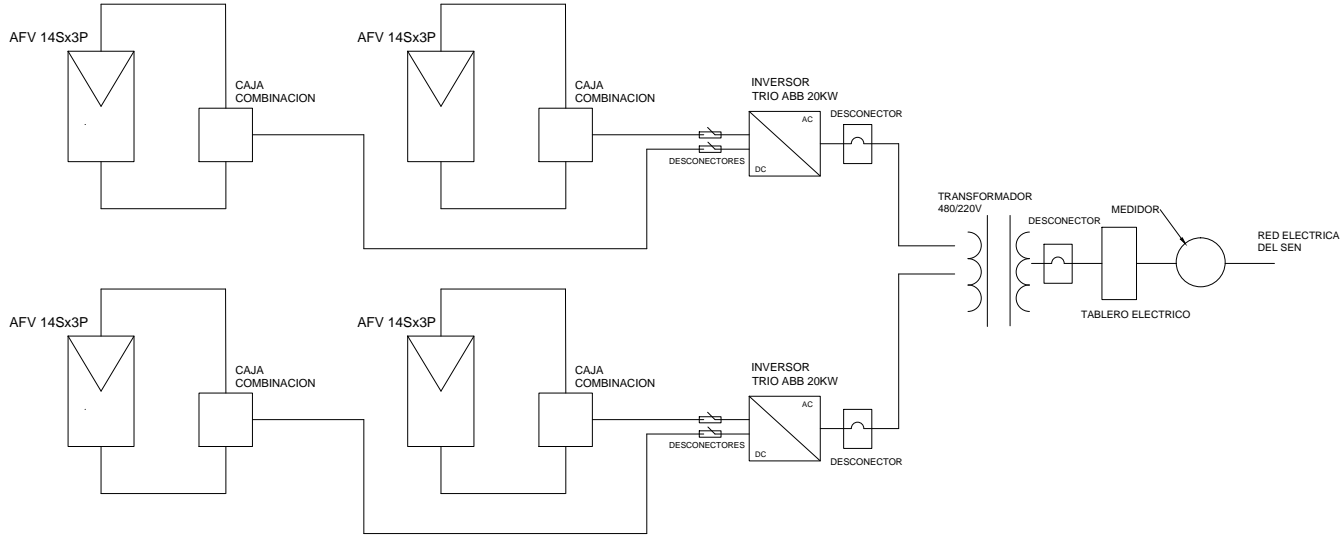 AFV 14Sx3P
CAJA
COMBINACION
AFV 14Sx3P
CAJA
COMBINACION
DESCONECTORES
INVERSOR
TRIO ABB 20KW
AC
DC
DESCONECTOR
TRANSFORMADOR
480/220V
DESCONECTOR
MEDIDOR
RED ELECTRICA
DEL SEN
TABLERO ELECTRICO
AFV 14Sx3P
CAJA
COMBINACION
AFV 14Sx3P
CAJA
COMBINACION
DESCONECTORES
INVERSOR
TRIO ABB 20KW
AC
DC
DESCONECTOR